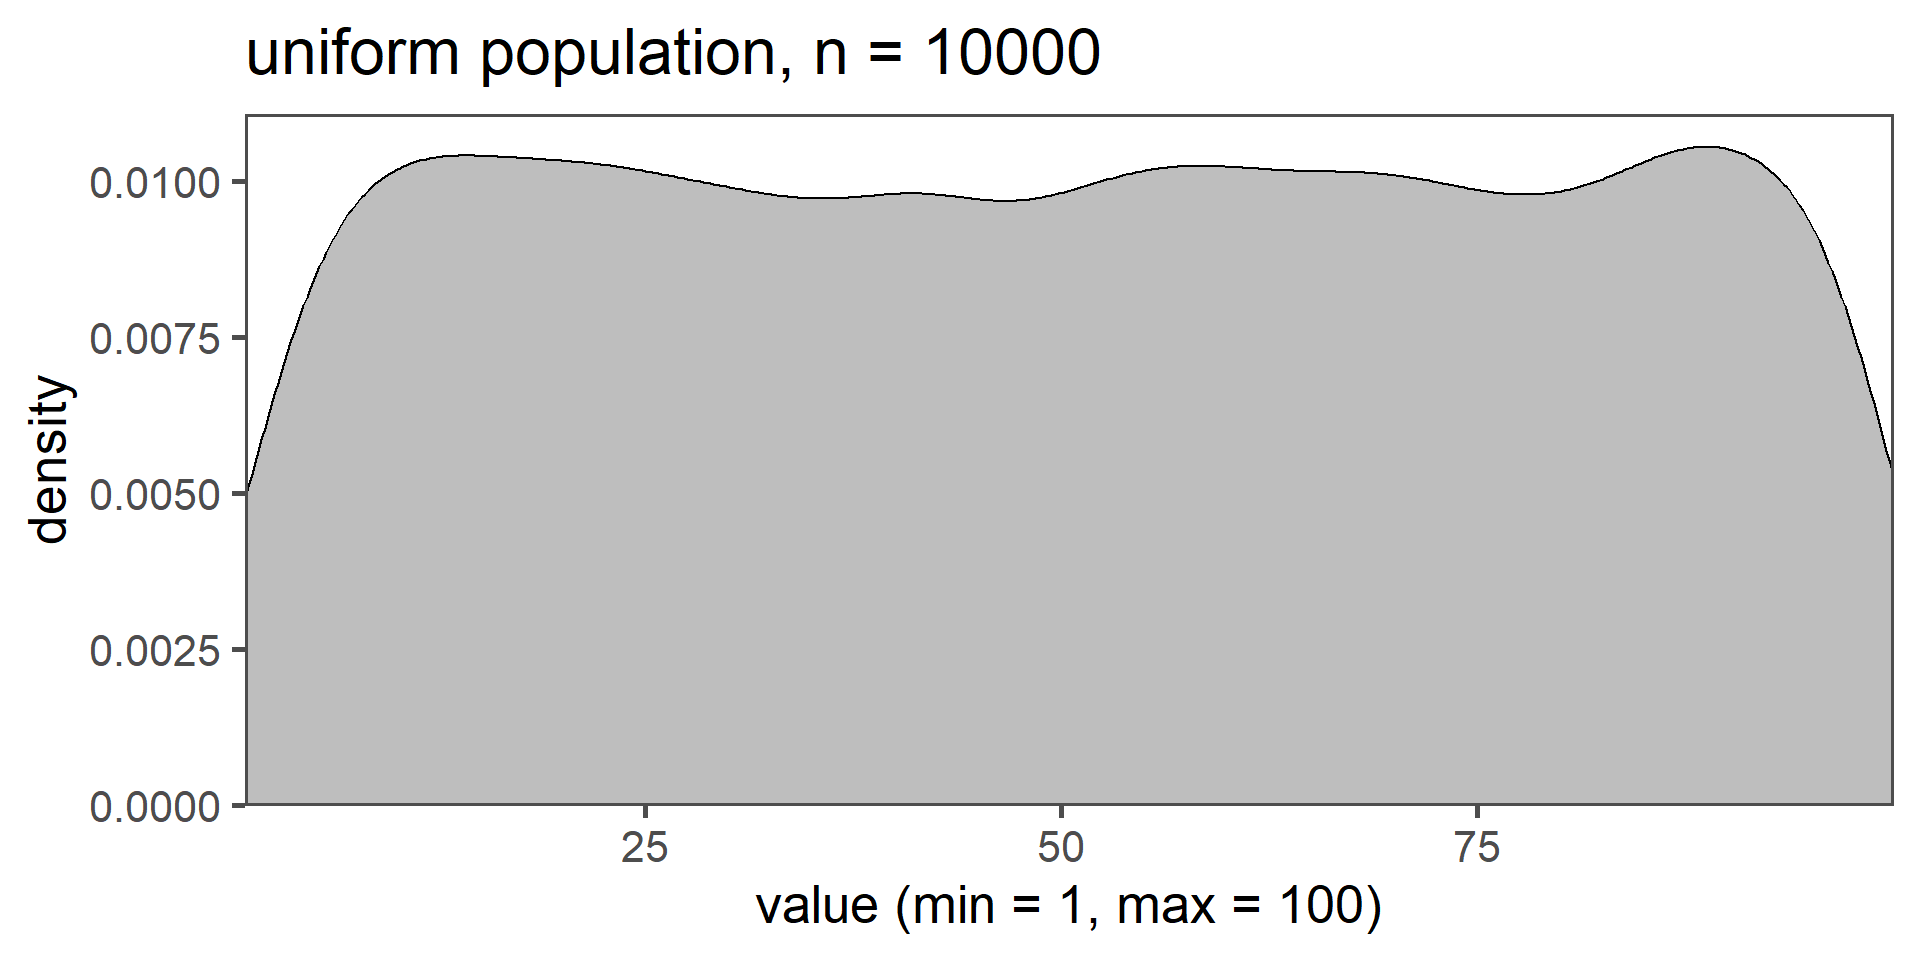 uniform population, n = 10000
density
0.0100
0.0075
0.0050
0.0025
0.0000
25 50 75
value (min = 1, max = 100)